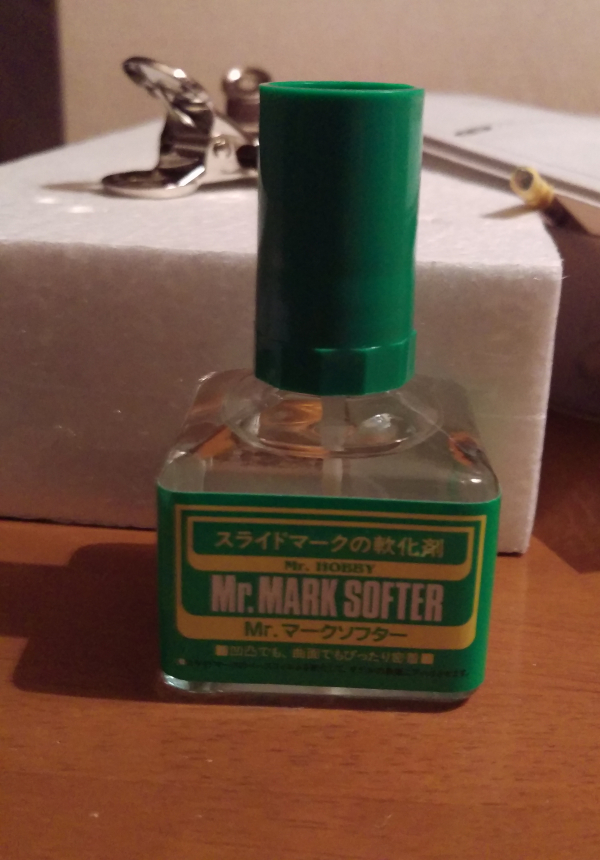 スライドマークの軟化剤
Mr. HOBBY
Mr. MARK SOFTER
Mr. マークソフター
■凹凸でも、曲面でもぴったり密着■